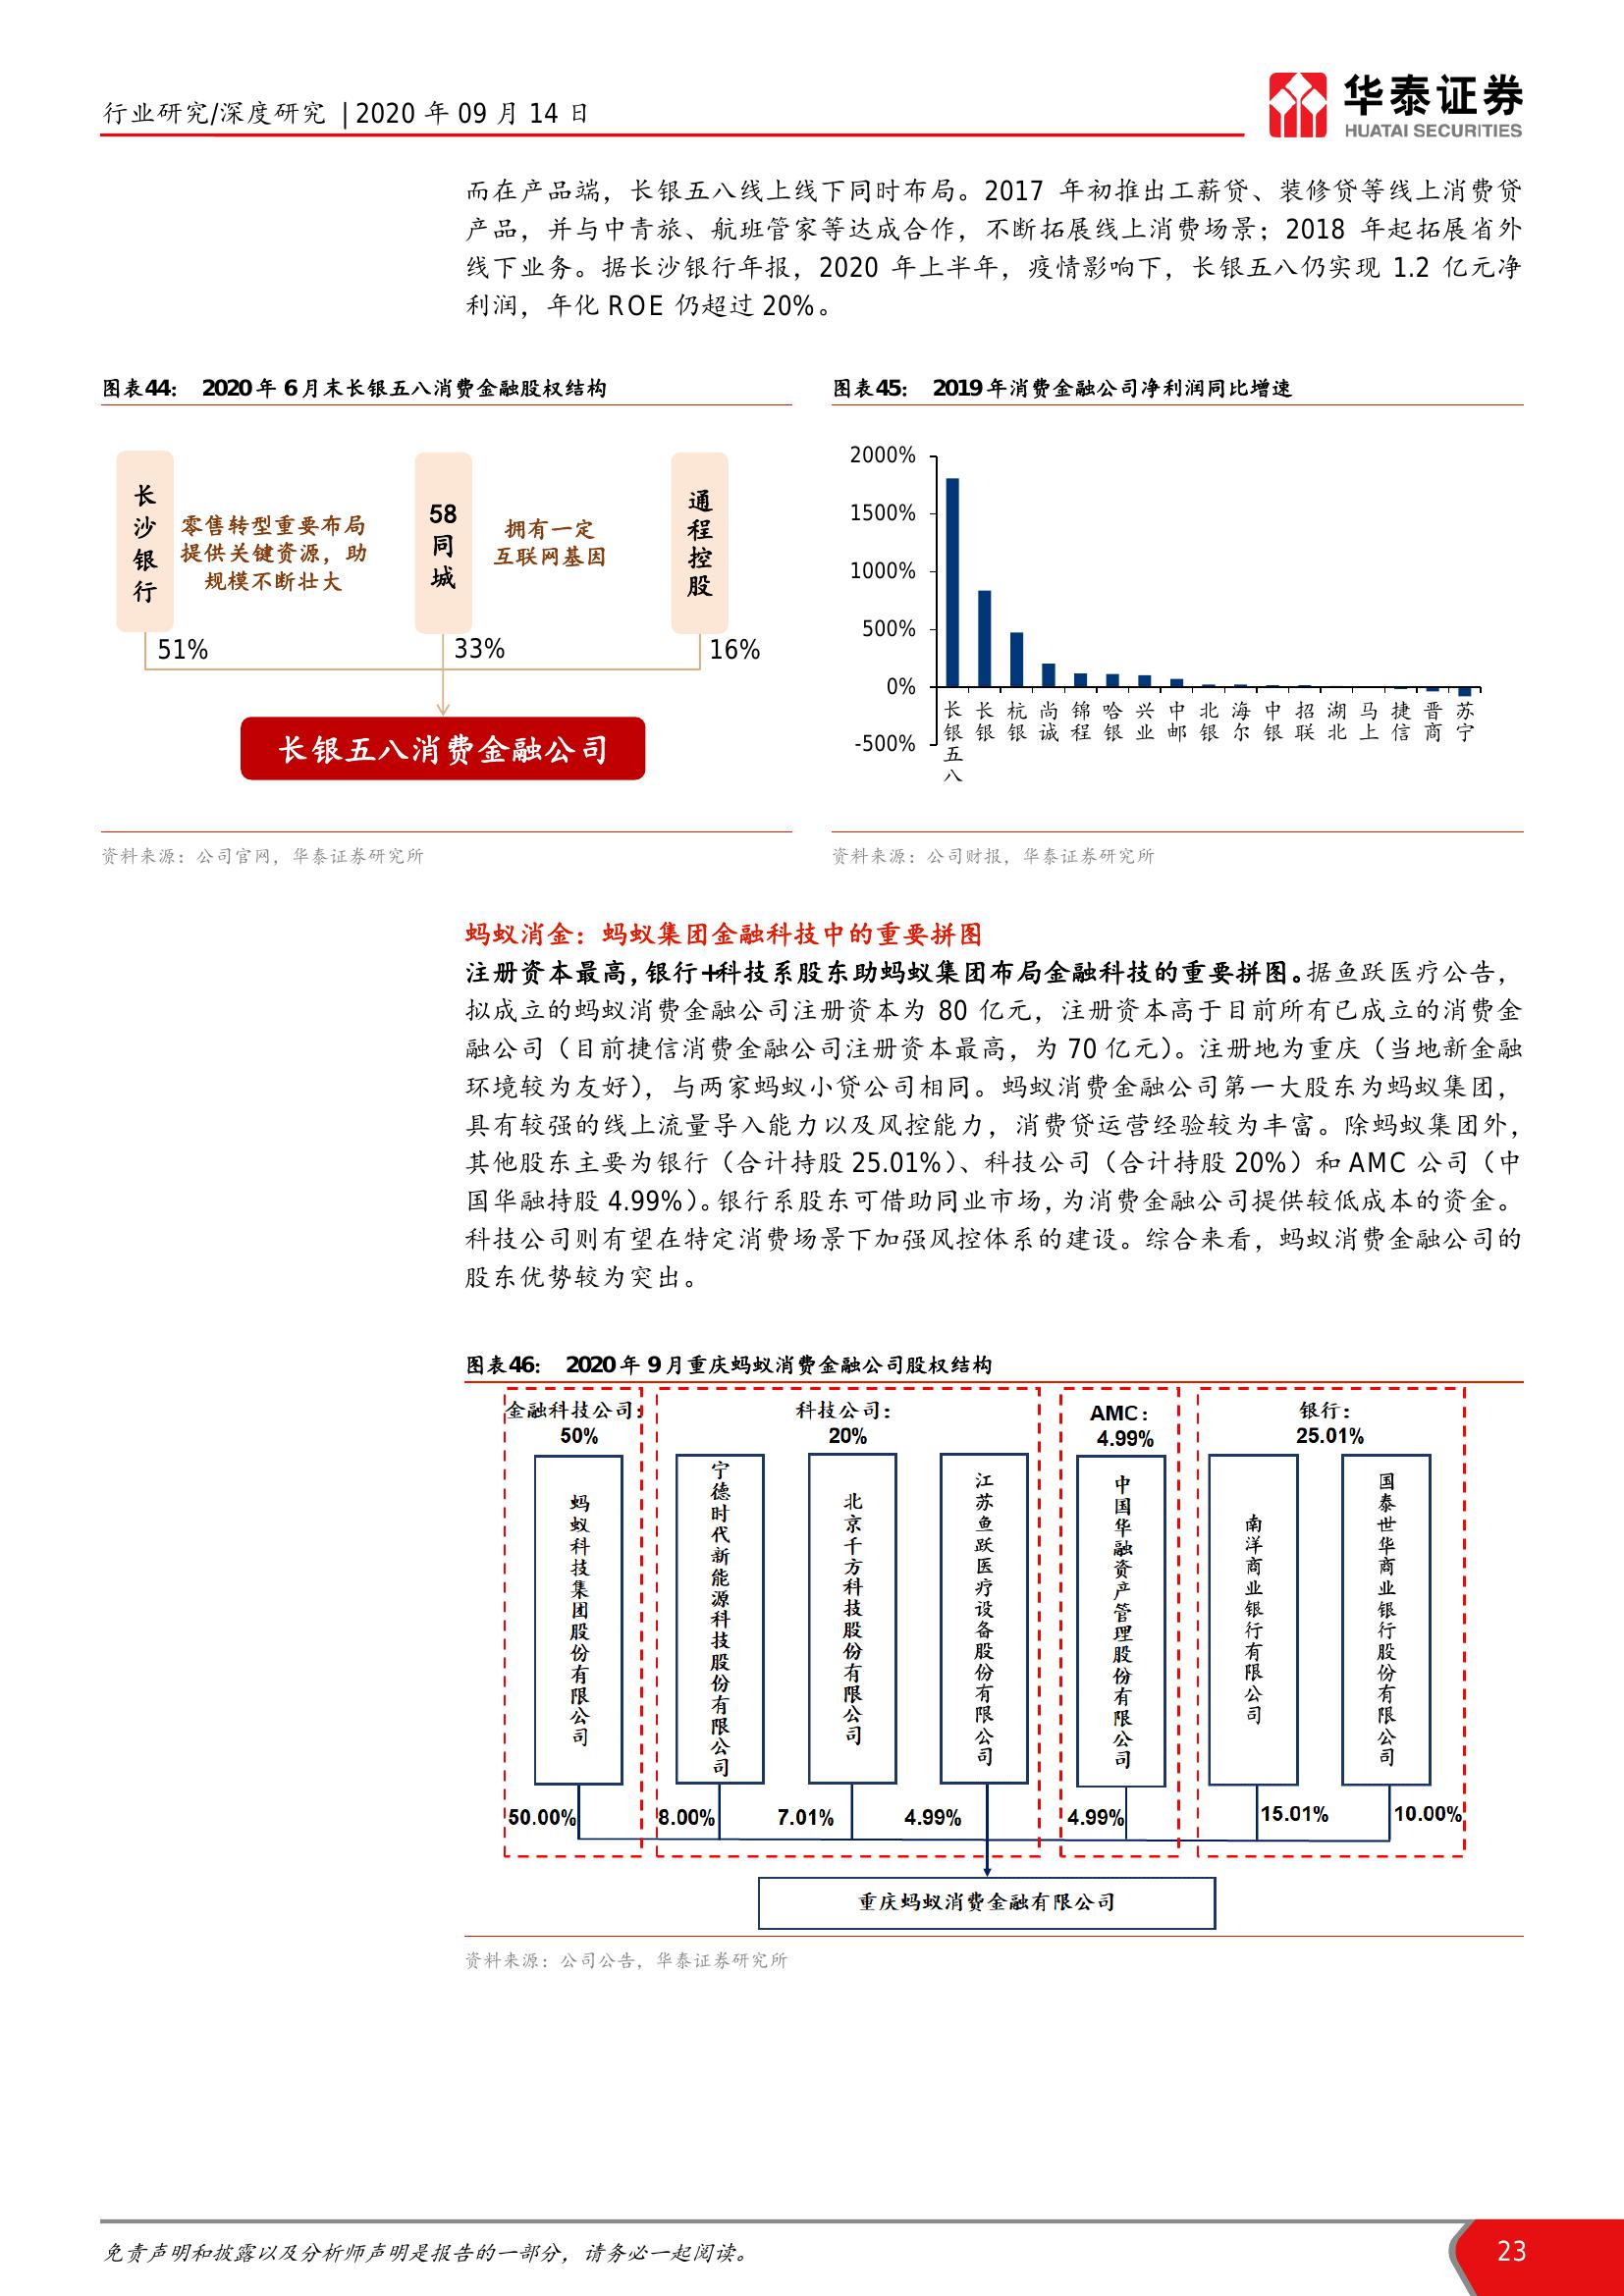 行业研究/深度研究 | 2020 年 09 月 14 日
华泰证券
HUATAI SECURITIES
而在产品端，长银五八线上线下同时布局。2017 年初推出工薪贷、装修贷等线上消费贷
产品，并与中青旅、航班管家等达成合作，不断拓展线上消费场景；2018 年起拓展省外
线下业务。据长沙银行年报，2020 年上半年，疫情影响下，长银五八仍实现 1.2 亿元净
利润，年化 ROE 仍超过 20%。
图表44： 2020 年 6 月末长银五八消费金融股权结构
长沙银行
零售转型重要布局
提供关键资源，助
规模不断壮大
58同城
拥有一定
互联网基因
通程控股
51%
33%
16%
长银五八消费金融公司
资料来源：公司官网，华泰证券研究所
图表45： 2019 年消费金融公司净利润同比增速
2000%
1500%
1000%
500%
0%
-500%
长银五八
长银
杭银
尚诚
锦程
哈银
兴业
中邮
北银
海尔
中银
招联
湖北
马上
捷信
晋商
苏宁
资料来源：公司财报，华泰证券研究所
蚂蚁消金：蚂蚁集团金融科技中的重要拼图
注册资本最高，银行+科技系股东助蚂蚁集团布局金融科技的重要拼图。据鱼跃医疗公告，
拟成立的蚂蚁消费金融公司注册资本为 80 亿元，注册资本高于目前所有已成立的消费金
融公司（目前捷信消费金融公司注册资本最高，为 70 亿元）。注册地为重庆（当地新金融
环境较为友好），与两家蚂蚁小贷公司相同。蚂蚁消费金融公司第一大股东为蚂蚁集团，
具有较强的线上流量导入能力以及风控能力，消费贷运营经验较为丰富。除蚂蚁集团外，
其他股东主要为银行（合计持股 25.01%）、科技公司（合计持股 20%）和 AMC 公司（中
国华融持股 4.99%）。银行系股东可借助同业市场，为消费金融公司提供较低成本的资金。
科技公司则有望在特定消费场景下加强风控体系的建设。综合来看，蚂蚁消费金融公司的
股东优势较为突出。
图表46： 2020 年 9 月重庆蚂蚁消费金融公司股权结构
金融科技公司：
50%
科技公司：
20%
AMC：
4.99%
银行：
25.01%
蚂蚁科技集团股份有限公司
宁德时代新能源科技股份有限公司
北京千方科技股份有限公司
江苏鱼跃医疗设备股份有限公司
中国华融资产管理股份有限公司
南洋商业银行有限公司
国泰世华商业银行股份有限公司
50.00%
8.00%
7.01%
4.99%
4.99%
15.01%
10.00%
重庆蚂蚁消费金融有限公司
资料来源：公司公告，华泰证券研究所
免责声明和披露以及分析师声明是报告的一部分，请务必一起阅读。
23